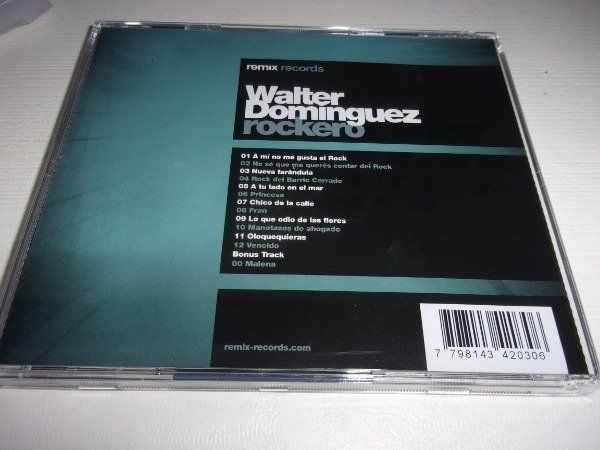 remix records
Walter
Dominguez
rockero
01 A mi no me gusta el Rock
02 No sé que me querés contar del Rock
03 Nueva farándula
04 Rock del Barrio Cerrado
05 A tu lado en el mar
06 Princesa
07 Chico de la calle
08 Fran
09 Lo que odio de las flores
10 Manotazos de ahogado
11 Oloquequieras
12 Vencido
Bonus Track
00 Malena
remix-records.com
7 798143 420306